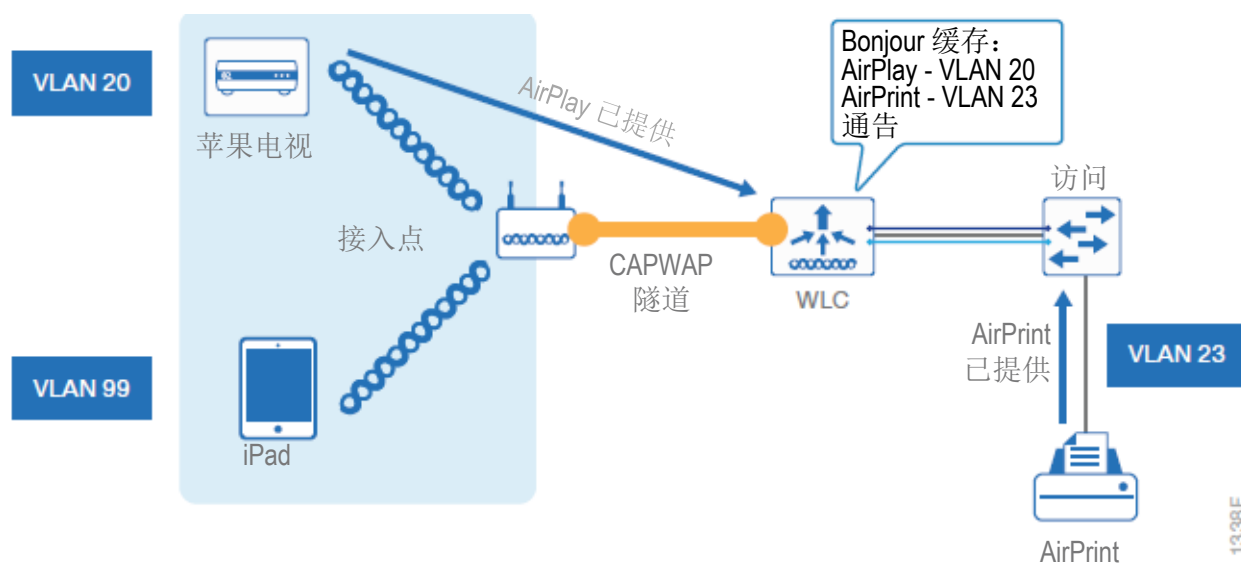 VLAN 20
苹果电视
AirPlay 已提供
Bonjour 缓存：
AirPlay - VLAN 20
AirPrint - VLAN 23
通告
访问
接入点
CAPWAP
隧道
WLC
AirPrint
已提供
VLAN 23
VLAN 99
iPad
AirPrint
1338F